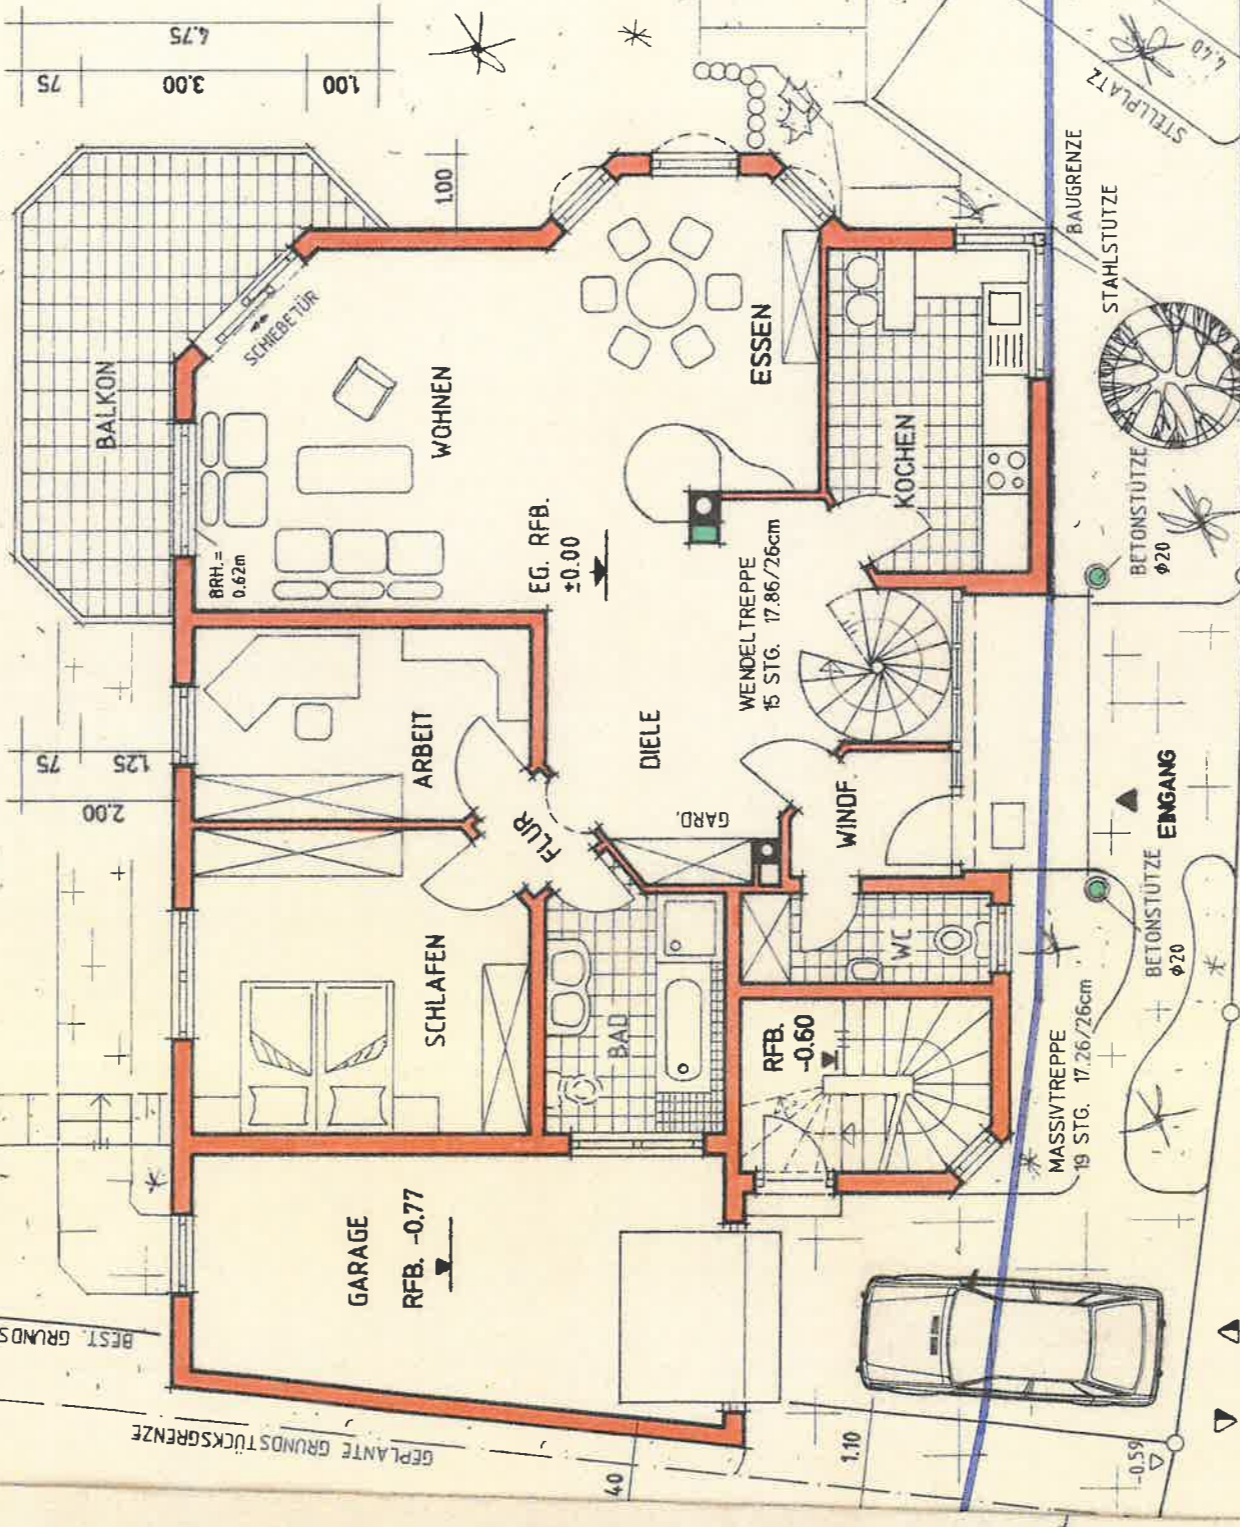 4.75
75
3.00
1.00
4.40
STELLPLATZ
BAUGRENZE
STAHLSTÜTZE
1.00
BALKON
SCHIEBETÜR
WOHNEN
ESSEN
KOCHEN
BRH.=
0.62m
EG. RFB.
±0.00
WENDELTREPPE
15 STG. 17.86/26cm
BETONSTÜTZE
φ20
75
1.25
2.00
ARBEIT
DIELE
FLUR
GARD.
WINDF.
EINGANG
SCHLAFEN
BAD
WC
BETONSTÜTZE
φ20
RFB.
-0.60
MASSIVTREPPE
19 STG. 17.26/26cm
GARAGE
RFB. -0.77
BEST. GRUNDS
GEPLANTE GRUNDSTÜCKSGRENZE
40
1.10
-0.59